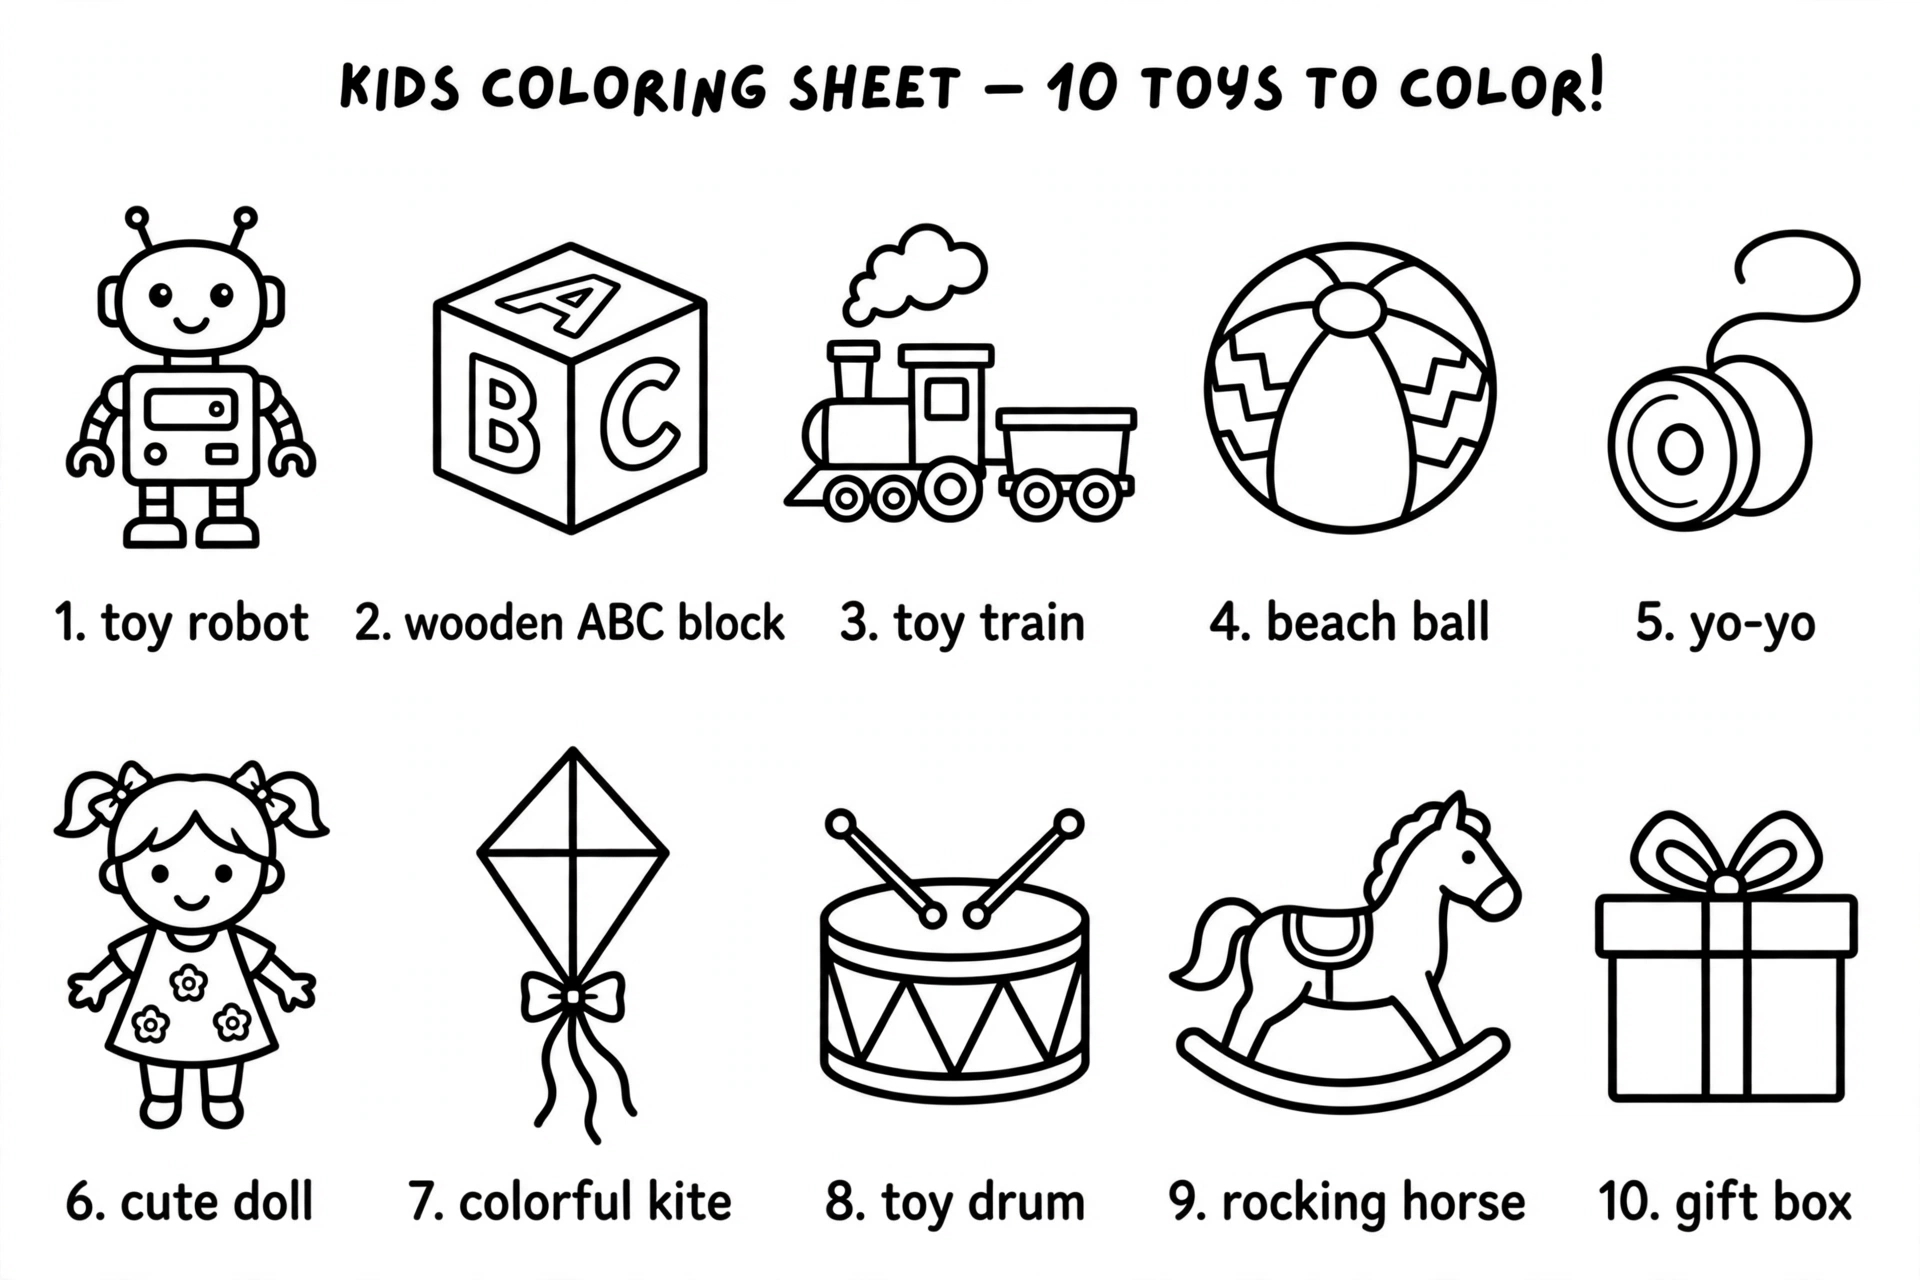 KIDS COLORING SHEET – 10 TOYS TO COLOR!
A
B C
1. toy robot
2. wooden ABC block
3. toy train
4. beach ball
5. yo-yo
6. cute doll
7. colorful kite
8. toy drum
9. rocking horse
10. gift box